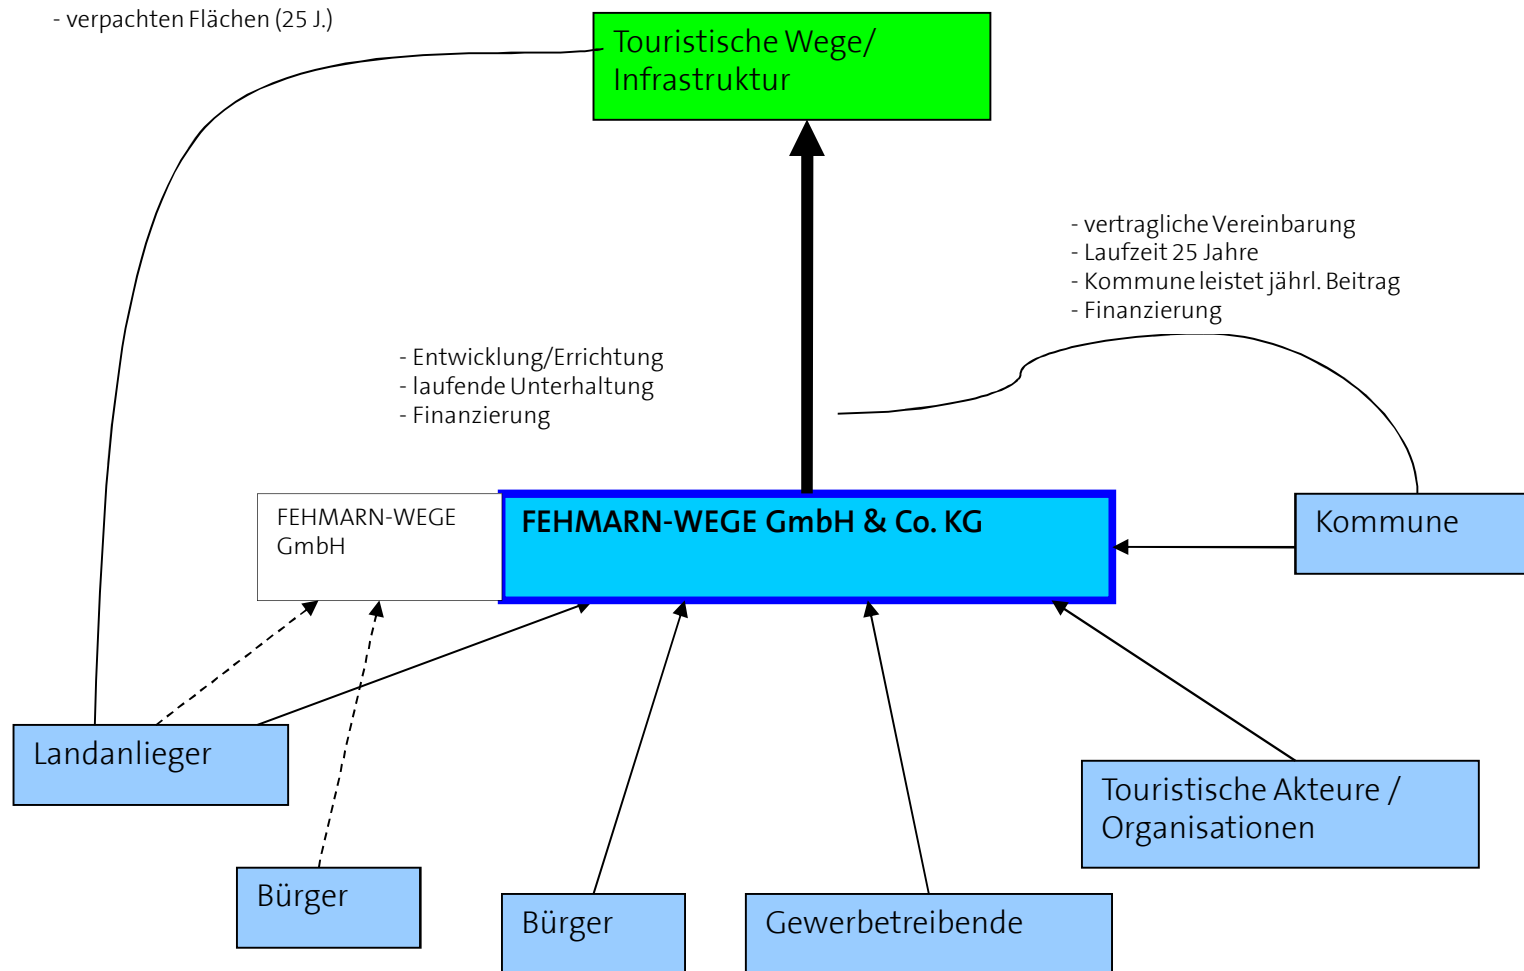 - verpachten Flächen (25 J.)
Touristische Wege/
Infrastruktur
- vertragliche Vereinbarung
- Laufzeit 25 Jahre
- Kommune leistet jährl. Beitrag
- Finanzierung
- Entwicklung/Errichtung
- laufende Unterhaltung
- Finanzierung
FEHMARN-WEGE
GmbH
FEHMARN-WEGE GmbH & Co. KG
Kommune
Landanlieger
Touristische Akteure /
Organisationen
Bürger
Bürger
Gewerbetreibende